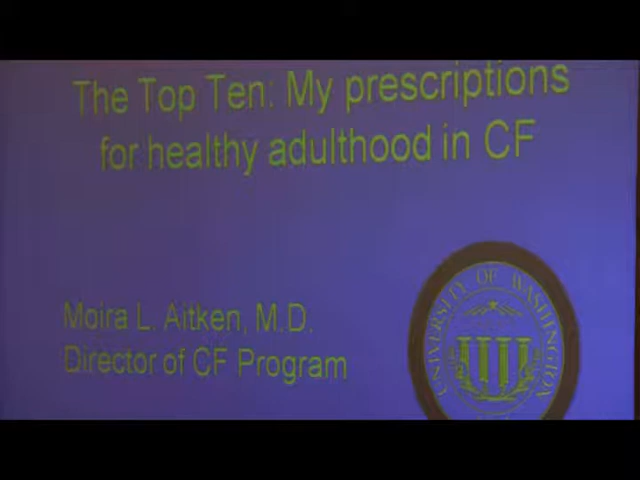 The Top Ten: My prescriptions
for healthy adulthood in CF
Moira L. Aitken, M.D.
Director of CF Program
UNIVERSITY OF WASHINGTON